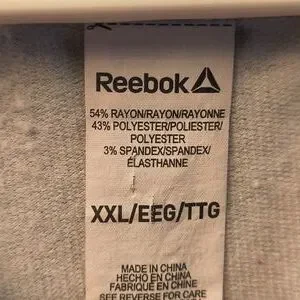 Reebok
54% RAYON/RAYON/RAYONNE
43% POLYESTER/POLIESTER/
POLYESTER
3% SPANDEX/SPANDEX/
ÉLASTHANNE
XXL/EEG/TTG
MADE IN CHINA
HECHO EN CHINA
FABRIQUÉ EN CHINE
SEE REVERSE FOR CARE